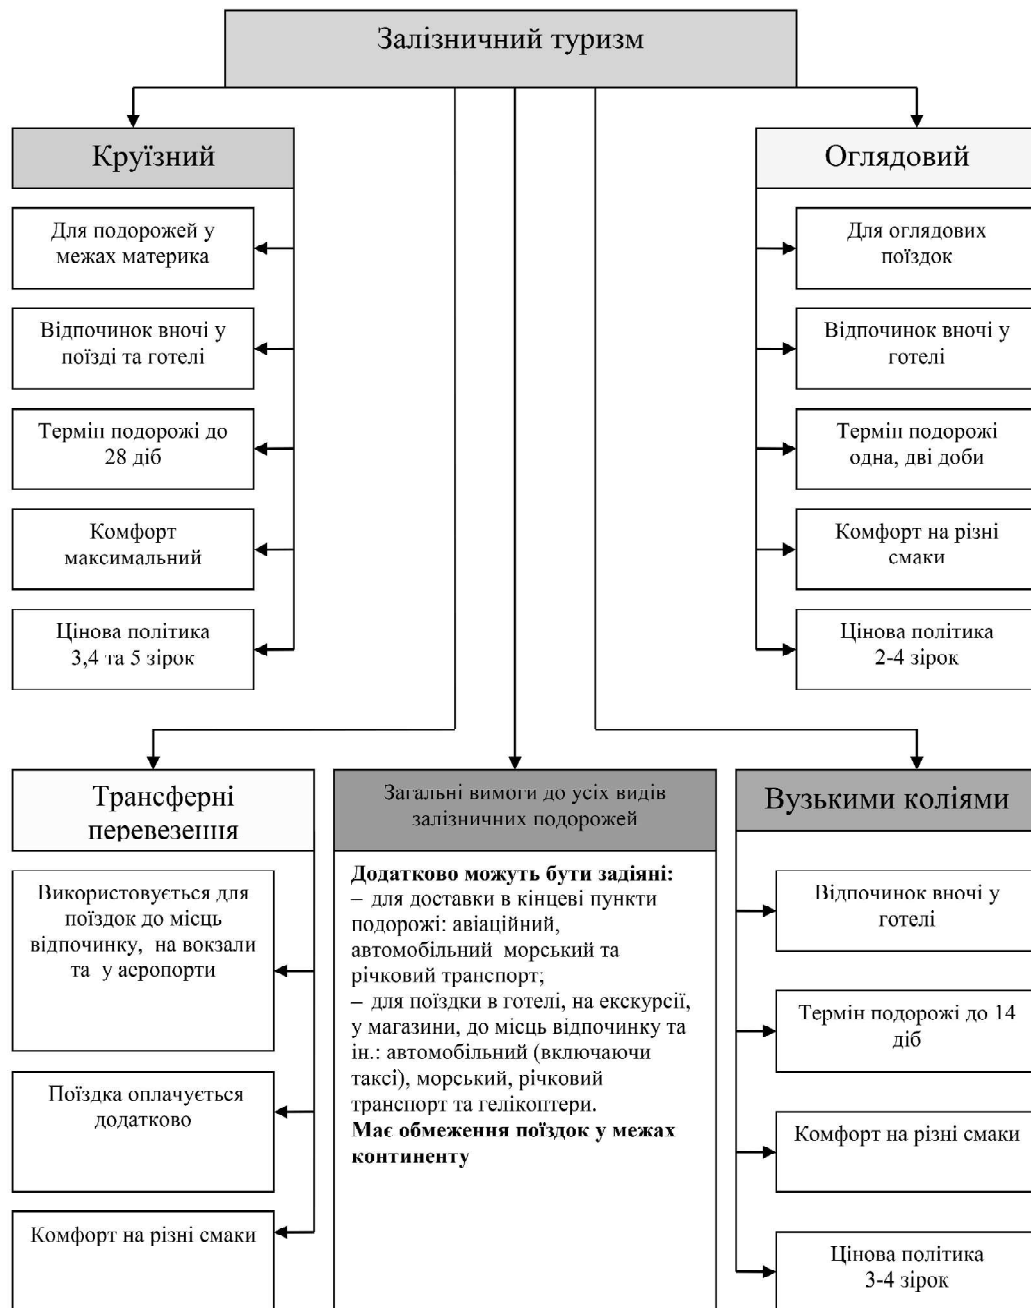 Залізничний туризм
Круїзний
Для подорожей у
межах материка
Відпочинок вночі у
поїзді та готелі
Термін подорожі до
28 діб
Комфорт
максимальний
Цінова політика
3,4 та 5 зірок
Оглядовий
Для оглядових
поїздок
Відпочинок вночі у
готелі
Термін подорожі
одна, дві доби
Комфорт на різні
смаки
Цінова політика
2-4 зірок
Трансферні
перевезення
Використовується для
поїздок до місць
відпочинку, на вокзали
та у аеропорти
Поїздка оплачується
додатково
Комфорт на різні смаки
Загальні вимоги до усіх видів
залізничних подорожей
Додатково можуть бути задіяні:
– для доставки в кінцеві пункти
подорожі: авіаційний,
автомобільний морський та
річковий транспорт;
– для поїздки в готелі, на екскурсії,
у магазини, до місць відпочинку та
ін.: автомобільний (включаючи
таксі), морський, річковий
транспорт та гелікоптери.
Має обмеження поїздок у межах
континенту
Вузькими коліями
Відпочинок вночі у
готелі
Термін подорожі до 14
діб
Комфорт на різні смаки
Цінова політика
3-4 зірок